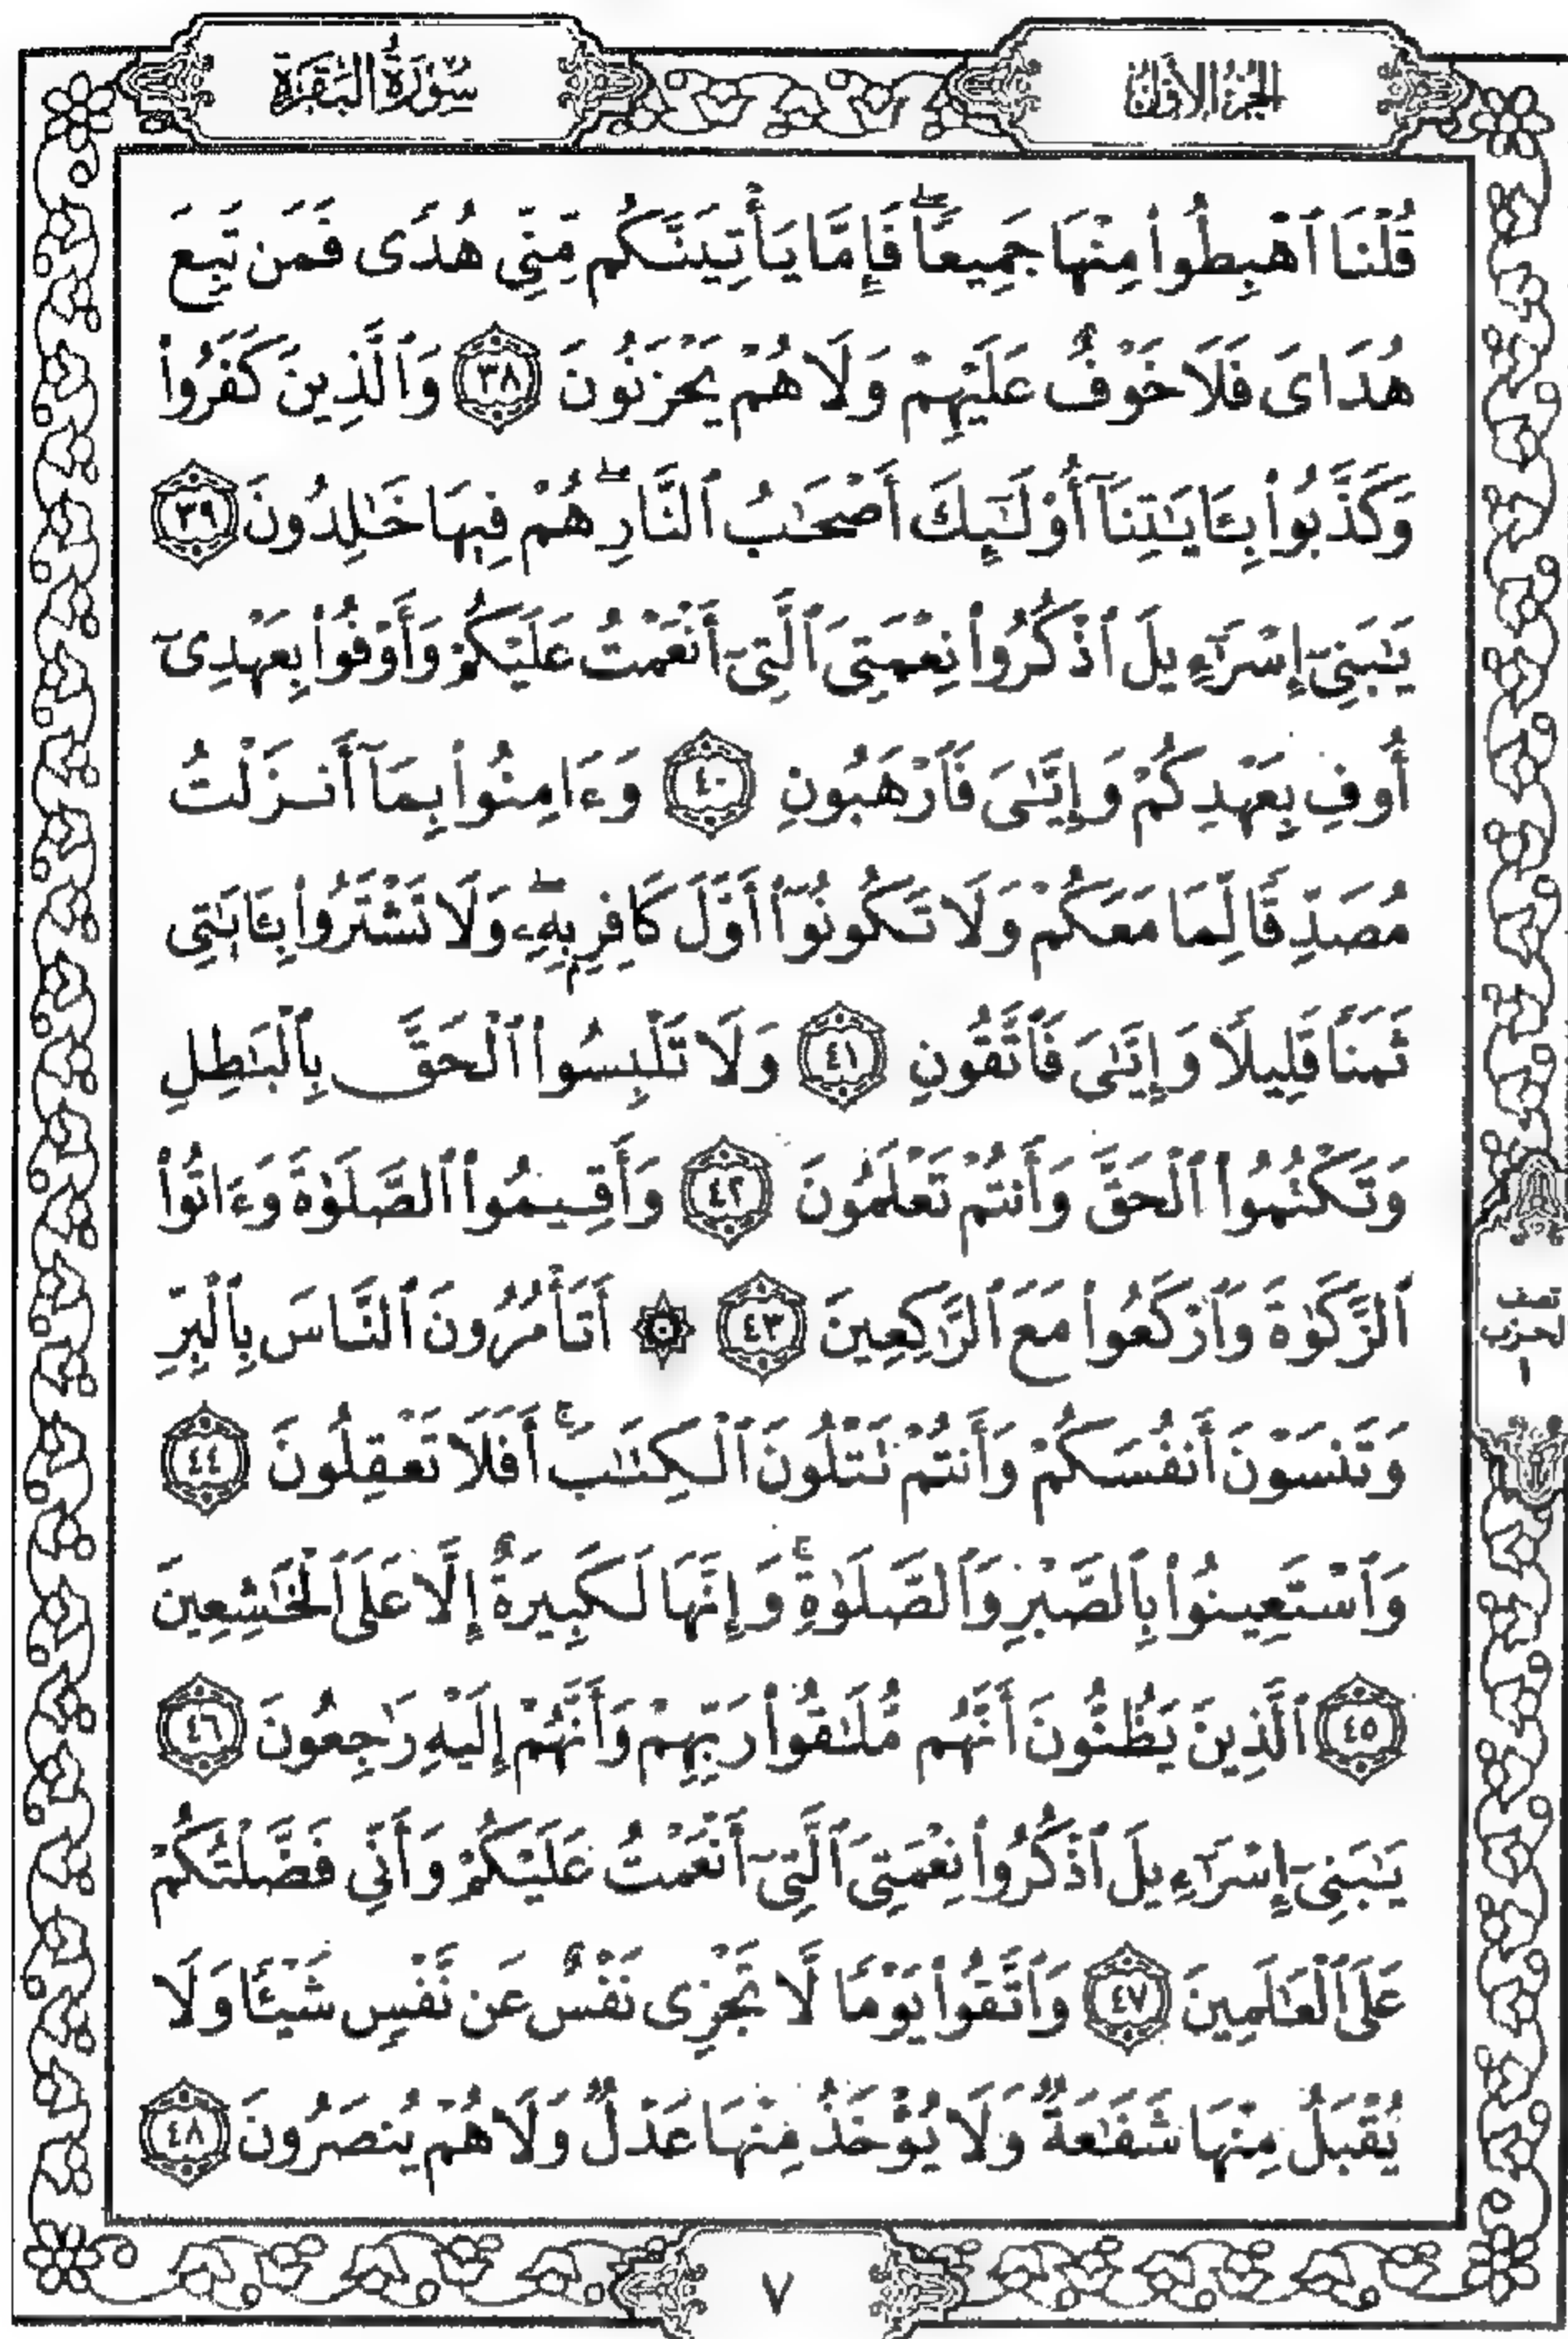 الجزء الأول
سورة البقرة
قُلْنَا ٱهْبِطُوا۟ مِنْهَا جَمِيعًۭا ۖ فَإِمَّا يَأْتِيَنَّكُم مِّنِّى هُدًۭى فَمَن تَبِعَ
هُدَاىَ فَلَا خَوْفٌ عَلَيْهِمْ وَلَا هُمْ يَحْزَنُونَ ٣٨ وَٱلَّذِينَ كَفَرُوا۟
وَكَذَّبُوا۟ بِـَٔايَـٰتِنَآ أُو۟لَـٰٓئِكَ أَصْحَـٰبُ ٱلنَّارِ ۖ هُمْ فِيهَا خَـٰلِدُونَ ٣٩
يَـٰبَنِىٓ إِسْرَٰٓءِيلَ ٱذْكُرُوا۟ نِعْمَتِىَ ٱلَّتِىٓ أَنْعَمْتُ عَلَيْكُمْ وَأَوْفُوا۟ بِعَهْدِىٓ
أُوفِ بِعَهْدِكُمْ وَإِيَّـٰىَ فَٱرْهَبُونِ ٤٠ وَءَامِنُوا۟ بِمَآ أَنزَلْتُ
مُصَدِّقًۭا لِّمَا مَعَكُمْ وَلَا تَكُونُوٓا۟ أَوَّلَ كَافِرٍۭ بِهِۦ ۖ وَلَا تَشْتَرُوا۟ بِـَٔايَـٰتِى
ثَمَنًۭا قَلِيلًۭا وَإِيَّـٰىَ فَٱتَّقُونِ ٤١ وَلَا تَلْبِسُوا۟ ٱلْحَقَّ بِٱلْبَـٰطِلِ
وَتَكْتُمُوا۟ ٱلْحَقَّ وَأَنتُمْ تَعْلَمُونَ ٤٢ وَأَقِيمُوا۟ ٱلصَّلَوٰةَ وَءَاتُوا۟
ٱلزَّكَوٰةَ وَٱرْكَعُوا۟ مَعَ ٱلرَّٰكِعِينَ ٤٣ ۞ أَتَأْمُرُونَ ٱلنَّاسَ بِٱلْبِرِّ
نصف
الحزب
١
وَتَنسَوْنَ أَنفُسَكُمْ وَأَنتُمْ تَتْلُونَ ٱلْكِتَـٰبَ ۚ أَفَلَا تَعْقِلُونَ ٤٤
وَٱسْتَعِينُوا۟ بِٱلصَّبْرِ وَٱلصَّلَوٰةِ ۚ وَإِنَّهَا لَكَبِيرَةٌ إِلَّا عَلَى ٱلْخَـٰشِعِينَ
٤٥ ٱلَّذِينَ يَظُنُّونَ أَنَّهُم مُّلَـٰقُوا۟ رَبِّهِمْ وَأَنَّهُمْ إِلَيْهِ رَٰجِعُونَ ٤٦
يَـٰبَنِىٓ إِسْرَٰٓءِيلَ ٱذْكُرُوا۟ نِعْمَتِىَ ٱلَّتِىٓ أَنْعَمْتُ عَلَيْكُمْ وَأَنِّى فَضَّلْتُكُمْ
عَلَى ٱلْعَـٰلَمِينَ ٤٧ وَٱتَّقُوا۟ يَوْمًۭا لَّا تَجْزِى نَفْسٌ عَن نَّفْسٍۢ شَيْـًۭٔا وَلَا
يُقْبَلُ مِنْهَا شَفَـٰعَةٌۭ وَلَا يُؤْخَذُ مِنْهَا عَدْلٌۭ وَلَا هُمْ يُنصَرُونَ ٤٨
٧